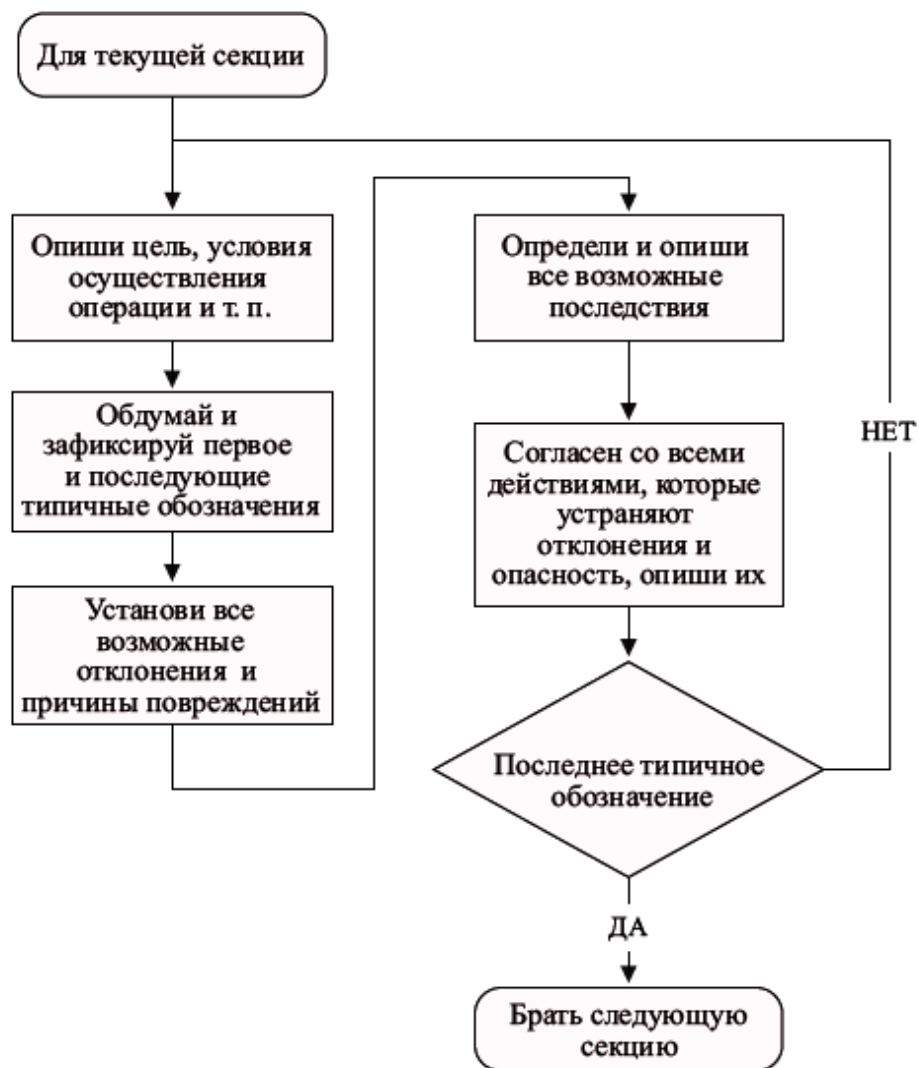 Для текущей секции
Опиши цель, условия
осуществления
операции и т. п.
Обдумай и
зафиксируй первое
и последующие
типичные обозначения
Установи все
возможные
отклонения и
причины повреждений
Определи и опиши
все возможные
последствия
Согласен со всеми
действиями, которые
устраняют
отклонения и
опасность, опиши их
Последнее типичное
обозначение
НЕТ
ДА
Брать следующую
секцию